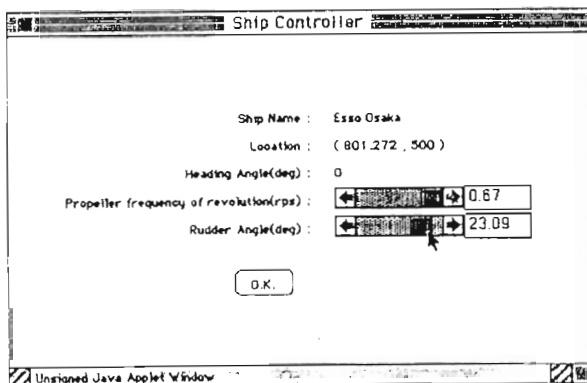 Ship Controller
Ship Name : Esso Osaka
Location : ( 801.272 , 500 )
Heading Angle(deg) : 0
Propeller frequency of revolution(rps) : 0.67
Rudder Angle(deg) : 23.09
O.K.
Unsigned Java Applet Window